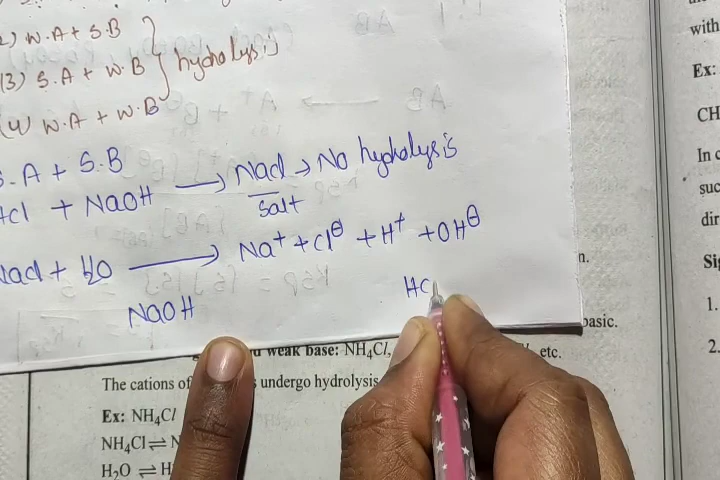 2) W.A + S.B
(3) S.A + W.B } hydrolysis
(4) W.A + W.B
S.A + S.B
HCl + NaOH → NaCl → No hydrolysis
Salt
NaCl + H2O → Na+ + Cl⊖ + H+ + OH⊖
NaOH HC
weak base: NH4Cl, etc.
The cations of undergo hydrolysis
Ex: NH4Cl
NH4Cl ⇌ N
H2O ⇌ H
n.
basic.
with
Ex:
CH
In c
suc
dir
Sig
1.
2.